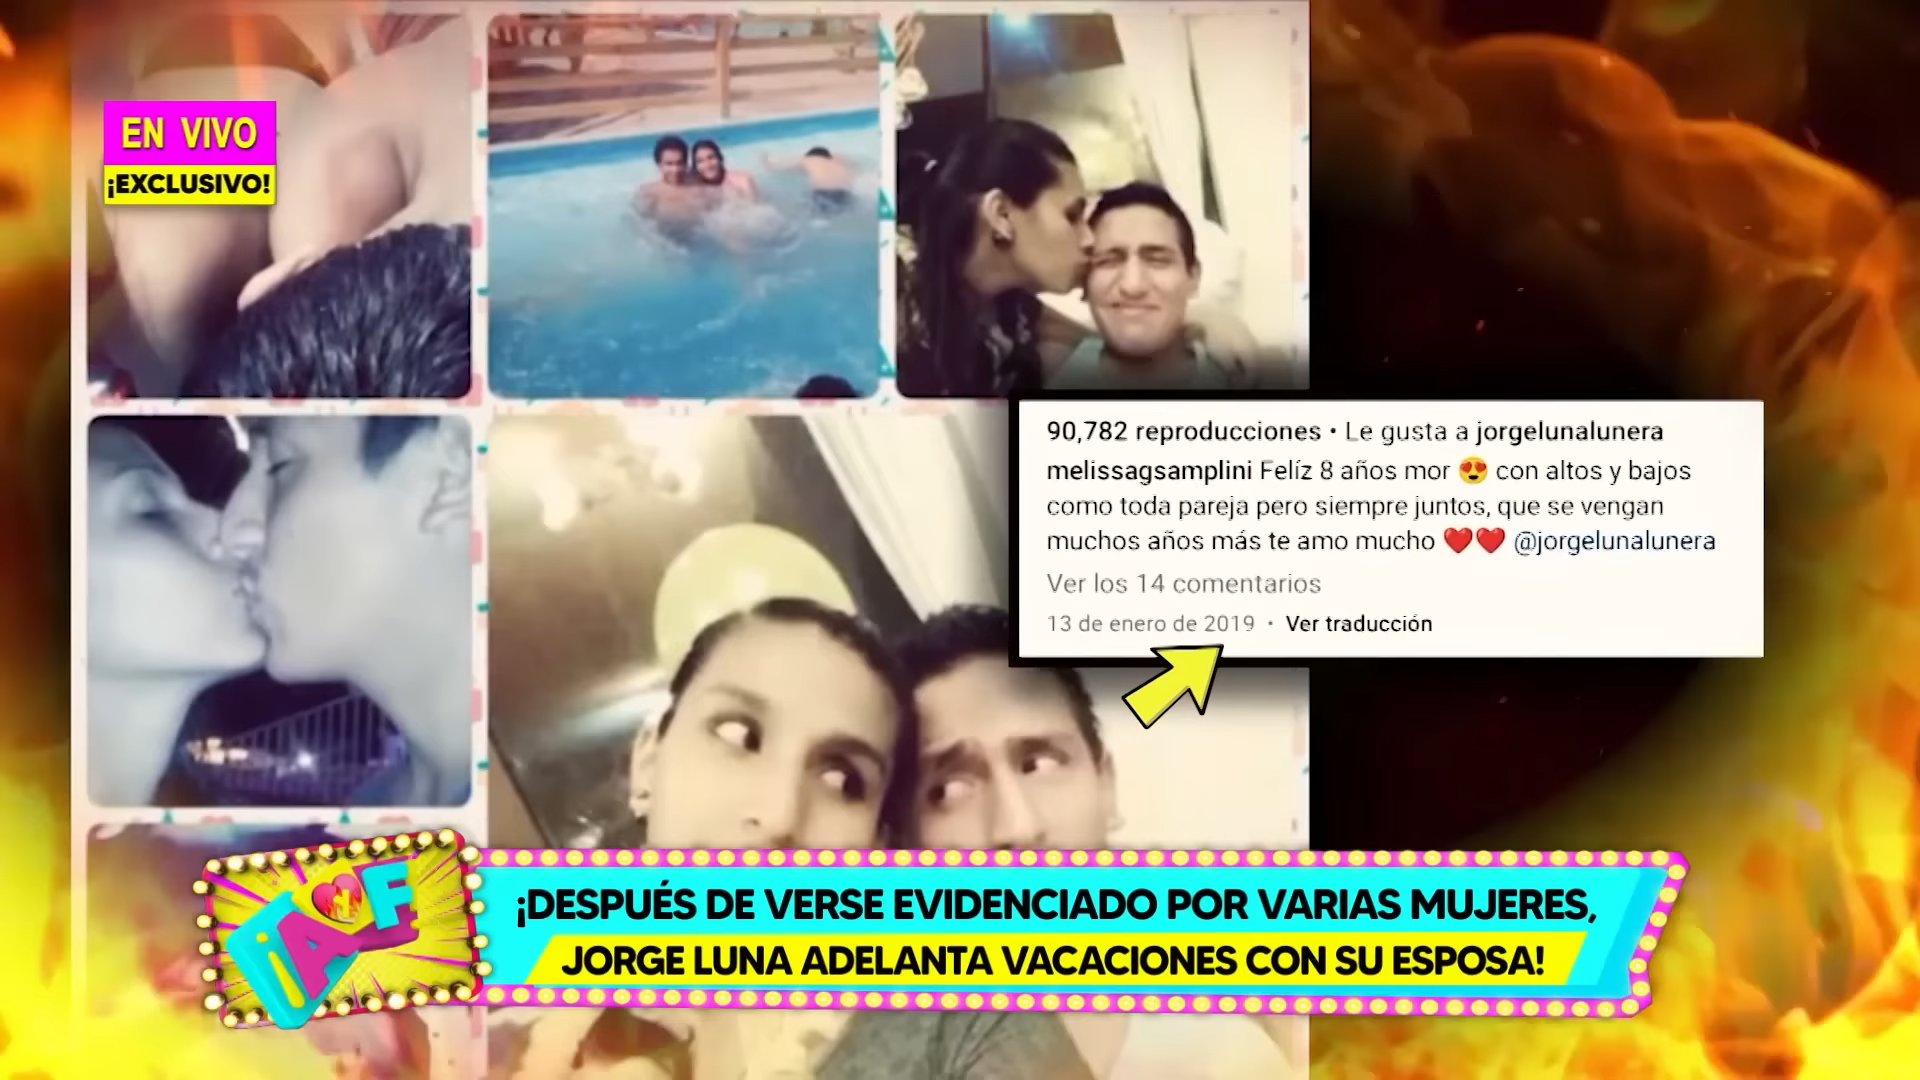 EN VIVO
¡EXCLUSIVO!
90,782 reproducciones • Le gusta a jorgelunalunera
melissagsamplini Felíz 8 años mor 😍 con altos y bajos
como toda pareja pero siempre juntos, que se vengan
muchos años más te amo mucho ❤️❤️ @jorgelunalunera
Ver los 14 comentarios
13 de enero de 2019 • Ver traducción
¡A H F!
¡DESPUÉS DE VERSE EVIDENCIADO POR VARIAS MUJERES,
JORGE LUNA ADELANTA VACACIONES CON SU ESPOSA!